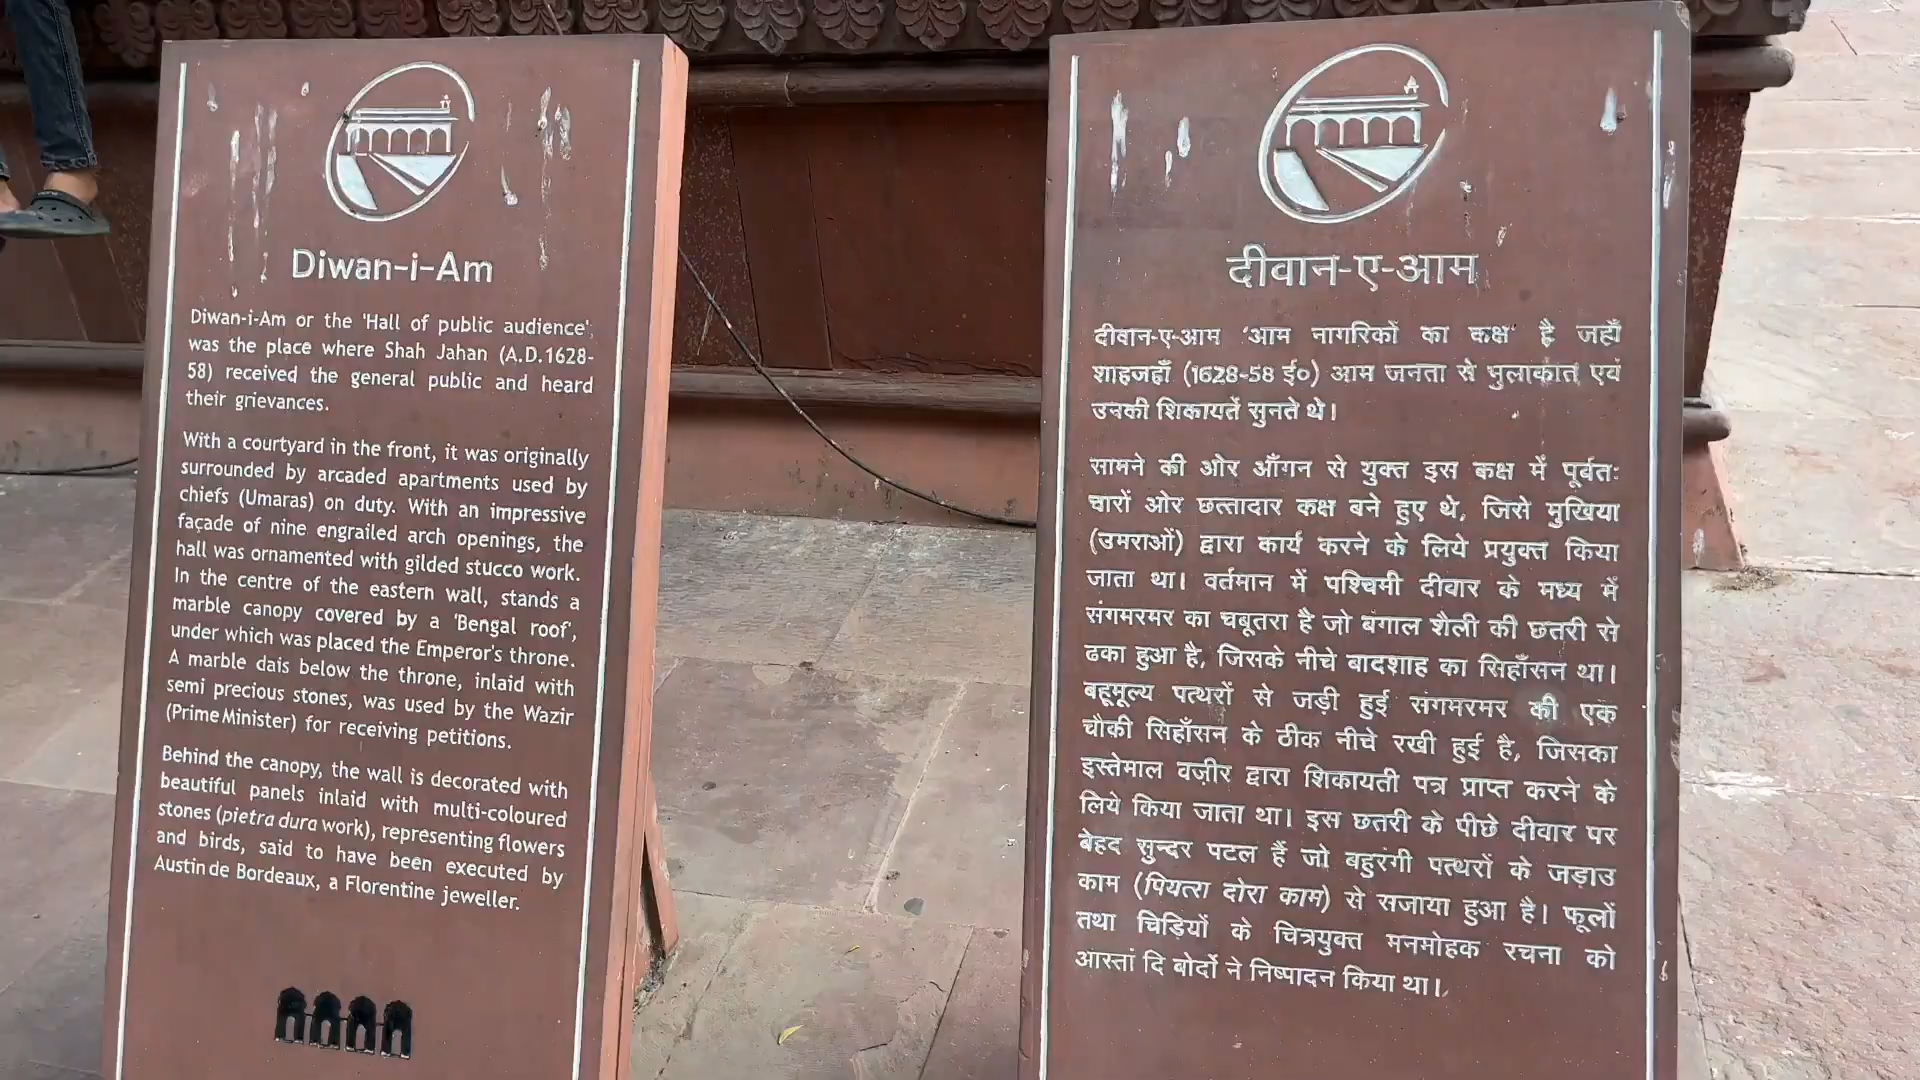 Diwan-i-Am
Diwan-i-Am or the 'Hall of public audience',
was the place where Shah Jahan (A.D.1628-
58) received the general public and heard
their grievances.
With a courtyard in the front, it was originally
surrounded by arcaded apartments used by
chiefs (Umaras) on duty. With an impressive
façade of nine engrailed arch openings, the
hall was ornamented with gilded stucco work.
In the centre of the eastern wall, stands a
marble canopy covered by a 'Bengal roof',
under which was placed the Emperor's throne.
A marble dais below the throne, inlaid with
semi precious stones, was used by the Wazir
(Prime Minister) for receiving petitions.
Behind the canopy, the wall is decorated with
beautiful panels inlaid with multi-coloured
stones (pietra dura work), representing flowers
and birds, said to have been executed by
Austin de Bordeaux, a Florentine jeweller.
दीवान-ए-आम
दीवान-ए-आम 'आम नागरिकों का कक्ष' है जहाँ
शाहजहाँ (1628-58 ई०) आम जनता से मुलाकात एवं
उनकी शिकायतें सुनते थे।
सामने की ओर आँगन से युक्त इस कक्ष में पूर्वतः
चारों ओर छत्तादार कक्ष बने हुए थे, जिसे मुखिया
(उमराओं) द्वारा कार्य करने के लिये प्रयुक्त किया
जाता था। वर्तमान में पश्चिमी दीवार के मध्य में
संगमरमर का चबूतरा है जो बंगाल शैली की छतरी से
ढका हुआ है, जिसके नीचे बादशाह का सिहाँसन था।
बहूमूल्य पत्थरों से जड़ी हुई संगमरमर की एक
चौकी सिहाँसन के ठीक नीचे रखी हुई है, जिसका
इस्तेमाल वज़ीर द्वारा शिकायती पत्र प्राप्त करने के
लिये किया जाता था। इस छतरी के पीछे दीवार पर
बेहद सुन्दर पटल हैं जो बहुरंगी पत्थरों के जड़ाउ
काम (पियत्रा दोरा काम) से सजाया हुआ है। फूलों
तथा चिड़ियों के चित्रयुक्त मनमोहक रचना को
आस्तां दि बोर्दो ने निष्पादन किया था।